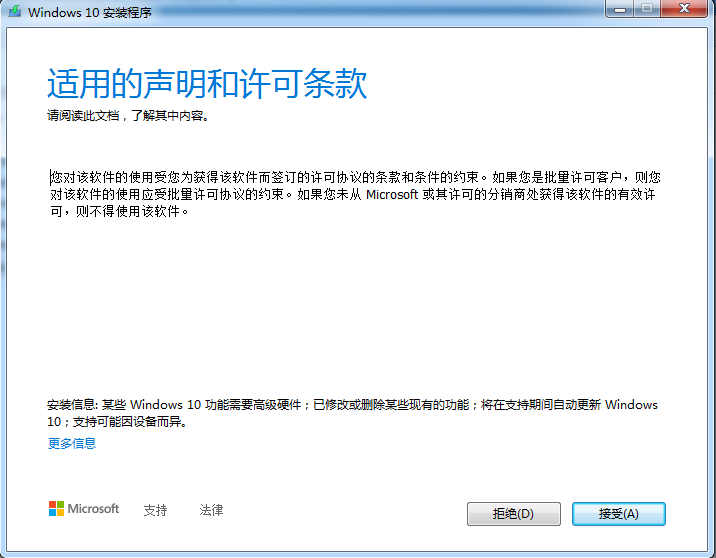 Windows 10 安装程序
适用的声明和许可条款
请阅读此文档，了解其中内容。
您对该软件的使用受您为获得该软件而签订的许可协议的条款和条件的约束。如果您是批量许可客户，则您
对该软件的使用应受批量许可协议的约束。如果您未从 Microsoft 或其许可的分销商处获得该软件的有效许
可，则不得使用该软件。
安装信息: 某些 Windows 10 功能需要高级硬件；已修改或删除某些现有的功能；将在支持期间自动更新 Windows
10；支持可能因设备而异。
更多信息
Microsoft 支持 法律 拒绝(D) 接受(A)